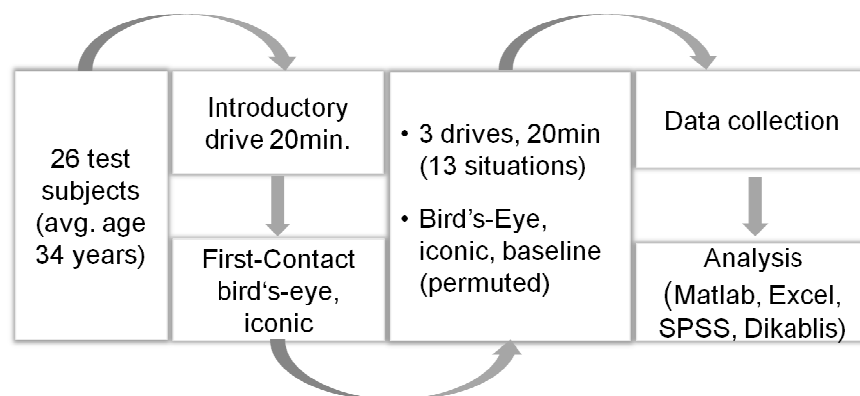 26 test
subjects
(avg. age
34 years)
Introductory
drive 20min.
First-Contact
bird‘s-eye,
iconic
• 3 drives, 20min
(13 situations)
• Bird’s-Eye,
iconic, baseline
(permuted)
Data collection
Analysis
(Matlab, Excel,
SPSS, Dikablis)